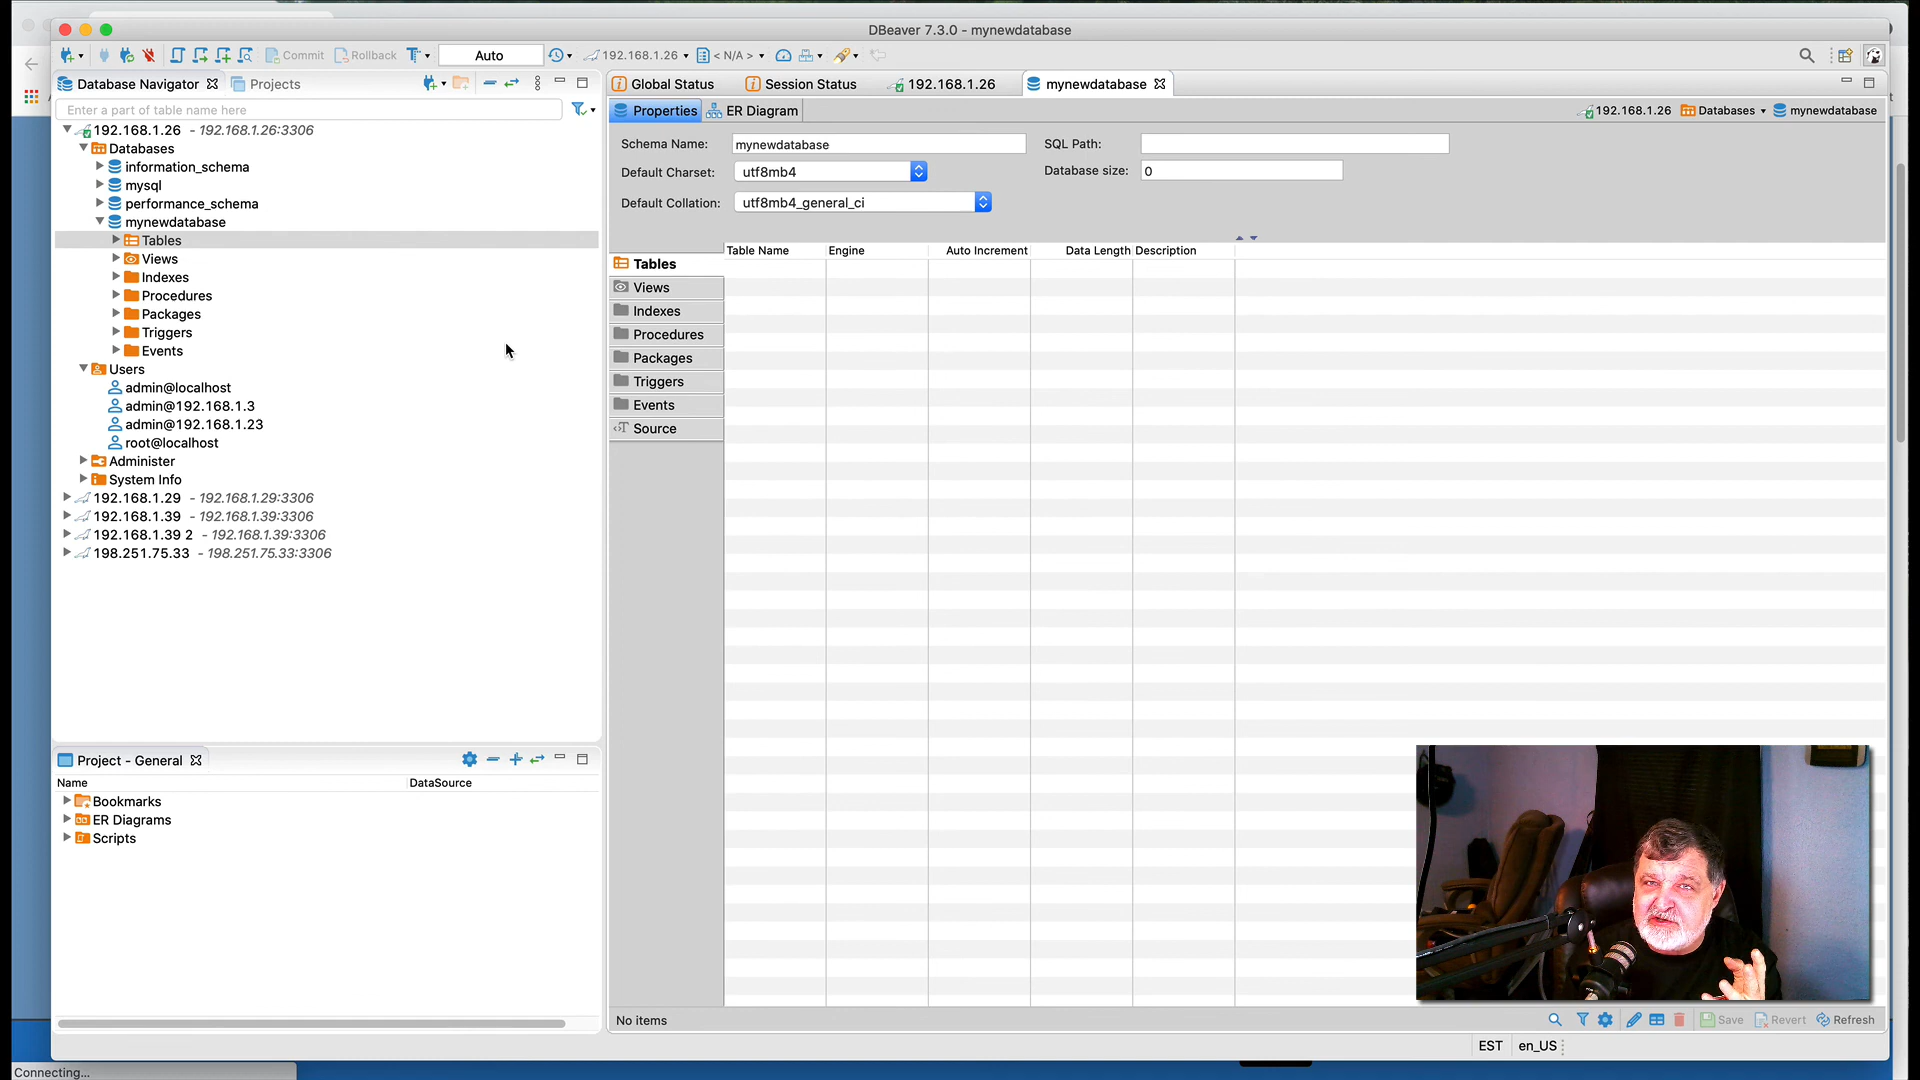 DBeaver 7.3.0 - mynewdatabase
Commit
Rollback
Auto
192.168.1.26
< N/A >
Database Navigator
Projects
Global Status
Session Status
192.168.1.26
mynewdatabase
Enter a part of table name here
Properties
ER Diagram
192.168.1.26
Databases
mynewdatabase
192.168.1.26 - 192.168.1.26:3306
Databases
information_schema
mysql
performance_schema
mynewdatabase
Tables
Views
Indexes
Procedures
Packages
Triggers
Events
Users
admin@localhost
admin@192.168.1.3
admin@192.168.1.23
root@localhost
Administer
System Info
192.168.1.29 - 192.168.1.29:3306
192.168.1.39 - 192.168.1.39:3306
192.168.1.39 2 - 192.168.1.39:3306
198.251.75.33 - 198.251.75.33:3306
Schema Name: mynewdatabase
SQL Path:
Default Charset: utf8mb4
Database size: 0
Default Collation: utf8mb4_general_ci
Table Name Engine Auto Increment Data Length Description
Tables
Views
Indexes
Procedures
Packages
Triggers
Events
Source
Project - General
Name DataSource
Bookmarks
ER Diagrams
Scripts
No items
Save
Revert
Refresh
EST en_US
Connecting...